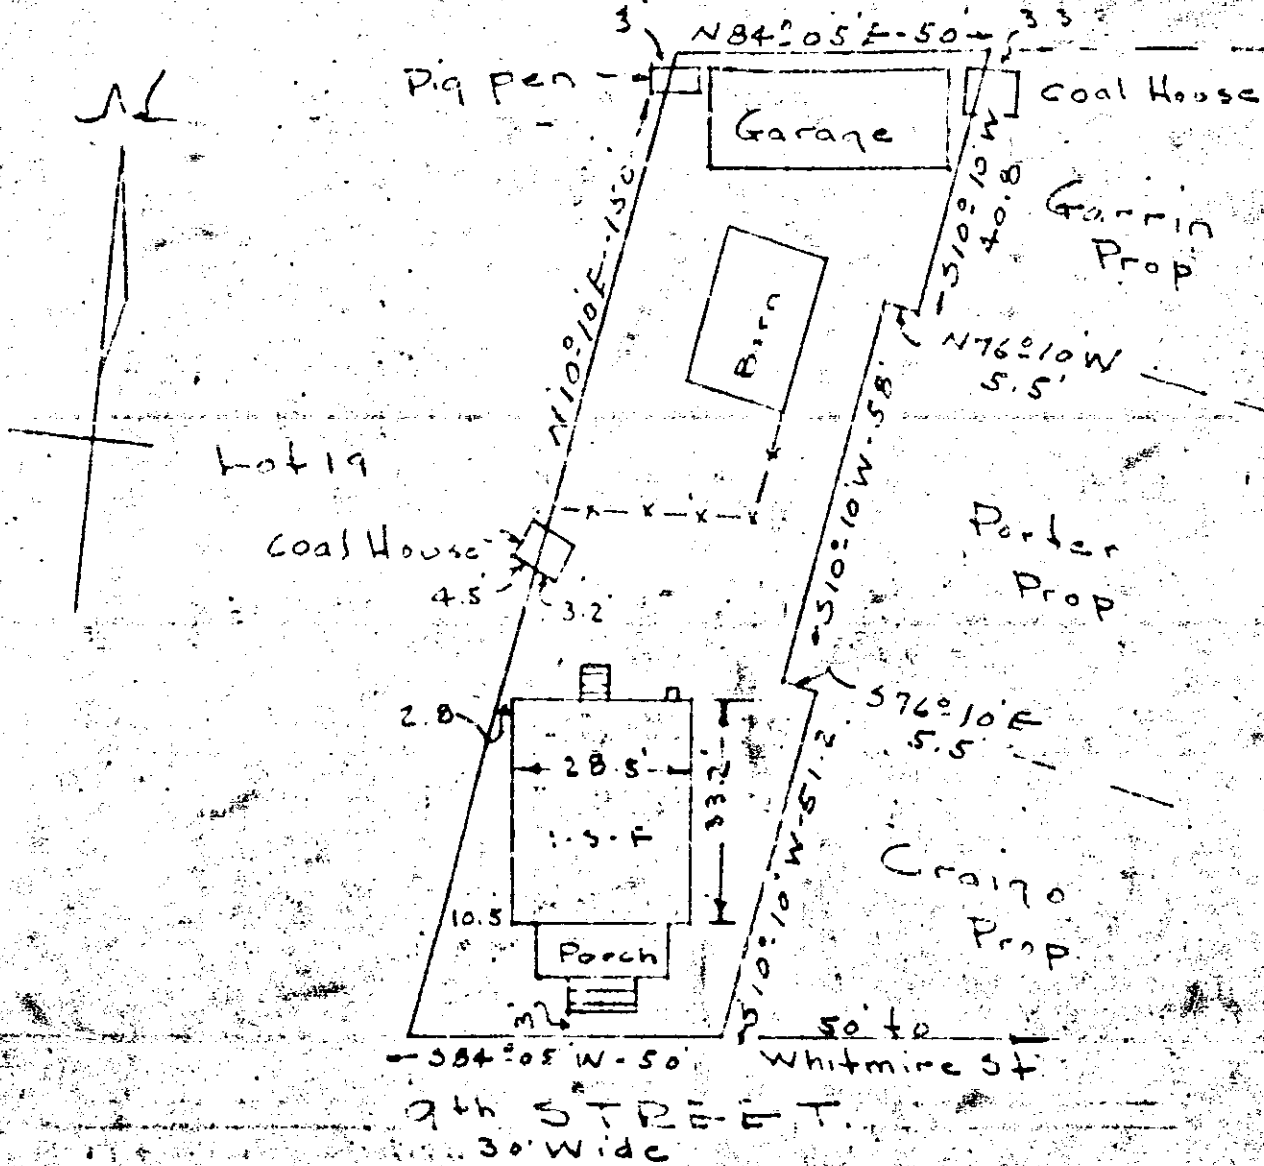 3
N84°05'E-50'
3.3
Pig pen
Garage
Coal House
N
N10°10'E-150'
S10°10'W
40.8
Garrin
Prop
Barn
N76°10'W
5.5'
S10°10'W-58'
Lot 19
Porter
Prop
Coal House
4.5
3.2
2.8
S76°10'E
5.5'
28.5'
33.2'
1-S-F
S10°10'W-51.2
10.5
Porch
Prop
3
50' to
S84°05'W-50'
Whitmire St
9th STREET
30' Wide